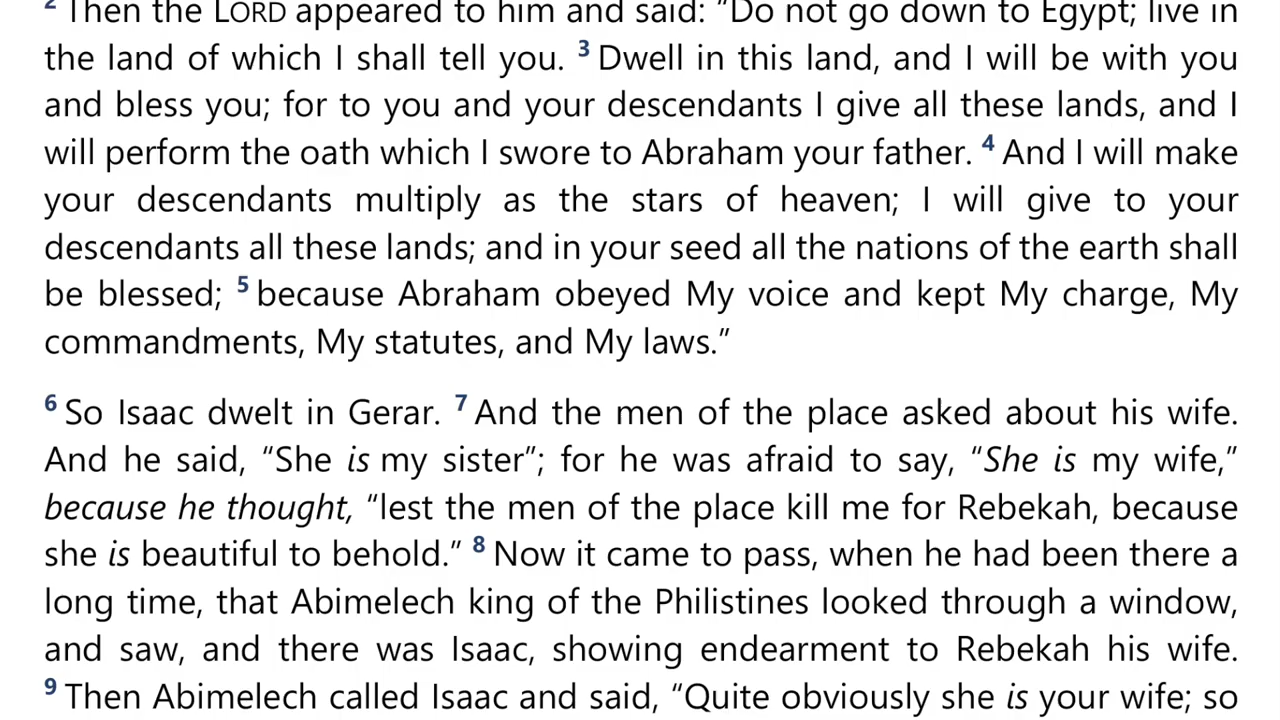 2 Then the LORD appeared to him and said: “Do not go down to Egypt; live in
the land of which I shall tell you. 3 Dwell in this land, and I will be with you
and bless you; for to you and your descendants I give all these lands, and I
will perform the oath which I swore to Abraham your father. 4 And I will make
your descendants multiply as the stars of heaven; I will give to your
descendants all these lands; and in your seed all the nations of the earth shall
be blessed; 5 because Abraham obeyed My voice and kept My charge, My
commandments, My statutes, and My laws.”
6 So Isaac dwelt in Gerar. 7 And the men of the place asked about his wife.
And he said, “She is my sister”; for he was afraid to say, “She is my wife,”
because he thought, “lest the men of the place kill me for Rebekah, because
she is beautiful to behold.” 8 Now it came to pass, when he had been there a
long time, that Abimelech king of the Philistines looked through a window,
and saw, and there was Isaac, showing endearment to Rebekah his wife.
9 Then Abimelech called Isaac and said, “Quite obviously she is your wife; so